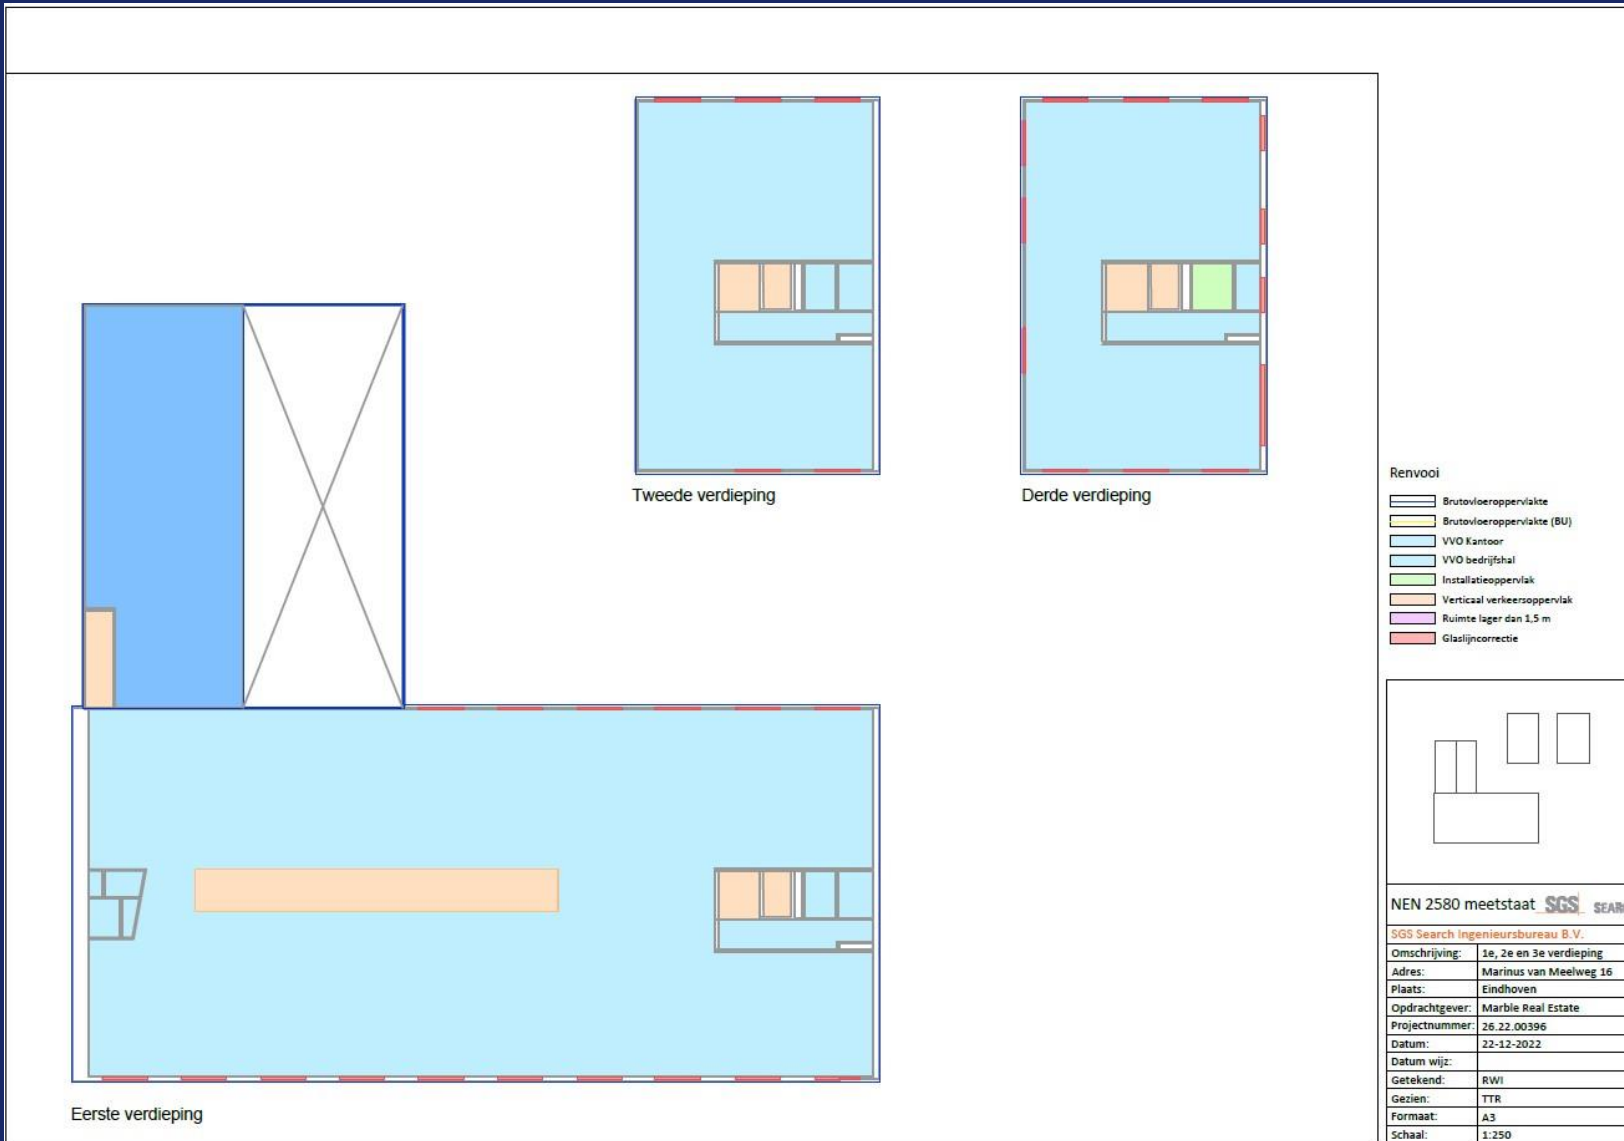 Tweede verdieping
Derde verdieping
Eerste verdieping
Renvooi
Brutovloeroppervlakte
Brutovloeroppervlakte (BU)
VVO Kantoor
VVO bedrijfshal
Installatieoppervlak
Verticaal verkeersoppervlak
Ruimte lager dan 1,5 m
Glaslijncorrectie
NEN 2580 meetstaat SGS
SGS Search Ingenieursbureau B.V.
Omschrijving: 1e, 2e en 3e verdieping
Adres: Marinus van Meelweg 16
Plaats: Eindhoven
Opdrachtgever: Marble Real Estate
Projectnummer: 26.22.00396
Datum: 22-12-2022
Datum wijz:
Getekend: RWI
Gezien: TTR
Formaat: A3
Schaal: 1:250